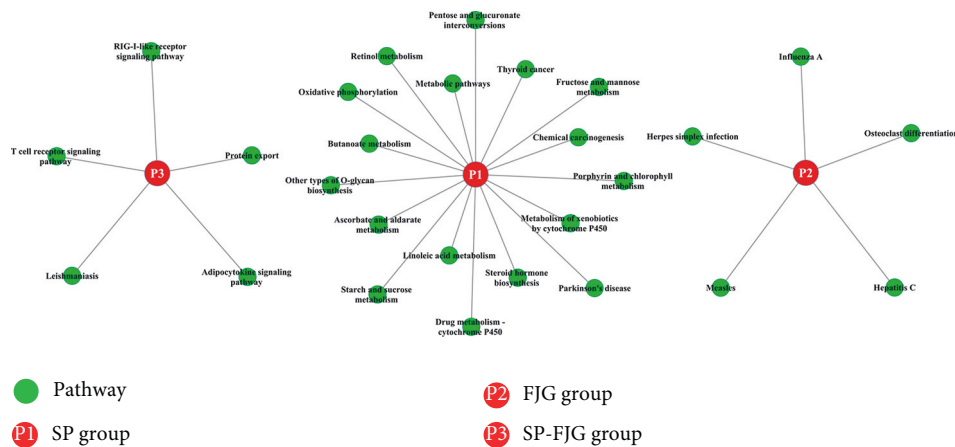 RIG-I-like receptor
signaling pathway
T cell receptor signaling
pathway
Protein export
P3
Leishmaniasis
Adipocytokine signaling
pathway
Pentose and glucuronate
interconversions
Retinol metabolism
Thyroid cancer
Metabolic pathways
Fructose and mannose
metabolism
Oxidative phosphorylation
Chemical carcinogenesis
Butanoate metabolism
P1
Other types of O-glycan
biosynthesis
Porphyrin and chlorophyll
metabolism
Ascorbate and aldarate
metabolism
Metabolism of xenobiotics
by cytochrome P450
Linoleic acid metabolism
Steroid hormone
biosynthesis
Starch and sucrose
metabolism
Parkinson's disease
Drug metabolism -
cytochrome P450
Influenza A
Herpes simplex infection
Osteoclast differentiation
P2
Measles
Hepatitis C
Pathway
P1 SP group
P2 FJG group
P3 SP-FJG group